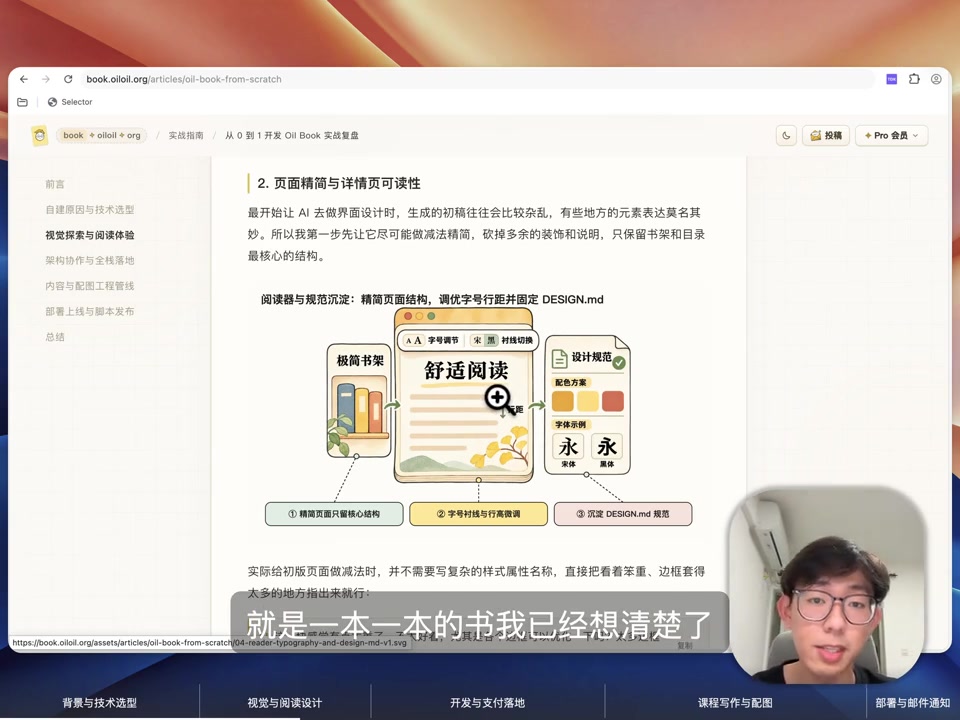 book.oiloil.org/articles/oil-book-from-scratch
Selector
book ✦ oiloil ✦ org / 实战指南 / 从 0 到 1 开发 Oil Book 实战复盘
投稿
Pro 会员
前言
自建原因与技术选型
视觉探索与阅读体验
架构协作与全栈落地
内容与配图工程管线
部署上线与脚本发布
总结
2. 页面精简与详情页可读性
最开始让 AI 去做界面设计时，生成的初稿往往会比较杂乱，有些地方的元素表达莫名其
妙。所以我第一步先让它尽可能做减法精简，砍掉多余的装饰和说明，只保留书架和目录
最核心的结构。
阅读器与规范沉淀：精简页面结构，调优字号行距并固定 DESIGN.md
极简书架
A A 字号调节
宋 黑 衬线切换
舒适阅读
设计规范
配色方案
字体示例
永 永
宋体 黑体
① 精简页面只留核心结构
② 字号衬线与行高微调
③ 沉淀 DESIGN.md 规范
实际给初版页面做减法时，并不需要写复杂的样式属性名称，直接把看着笨重、边框套得
太多的地方指出来就行：
就是一本一本的书我已经想清楚了
复制
https://book.oiloil.org/assets/articles/oil-book-from-scratch/04-reader-typography-and-design-md-v1.svg
背景与技术选型
视觉与阅读设计
开发与支付落地
课程写作与配图
部署与邮件通知